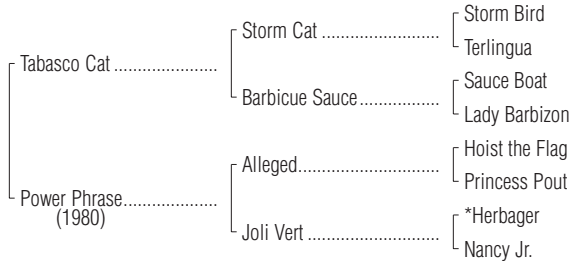 Storm Bird
Storm Cat ........................
Terlingua
Tabasco Cat .....................
Sauce Boat
Barbicue Sauce ................
Lady Barbizon
Hoist the Flag
Alleged............................
Princess Pout
Power Phrase...................
(1980)
*Herbager
Joli Vert ...........................
Nancy Jr.